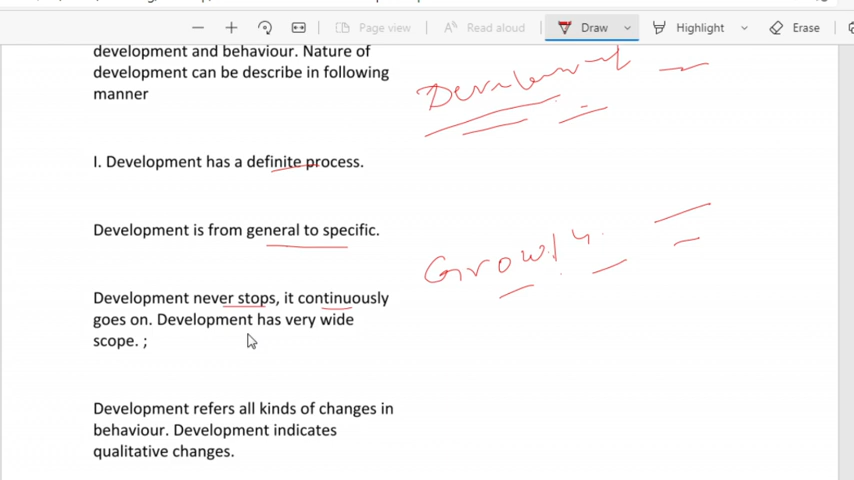 Page view
Read aloud
Draw
Highlight
Erase
development and behaviour. Nature of
development can be describe in following
manner
Development
I. Development has a definite process.
Development is from general to specific.
Growth
Development never stops, it continuously
goes on. Development has very wide
scope. ;
Development refers all kinds of changes in
behaviour. Development indicates
qualitative changes.